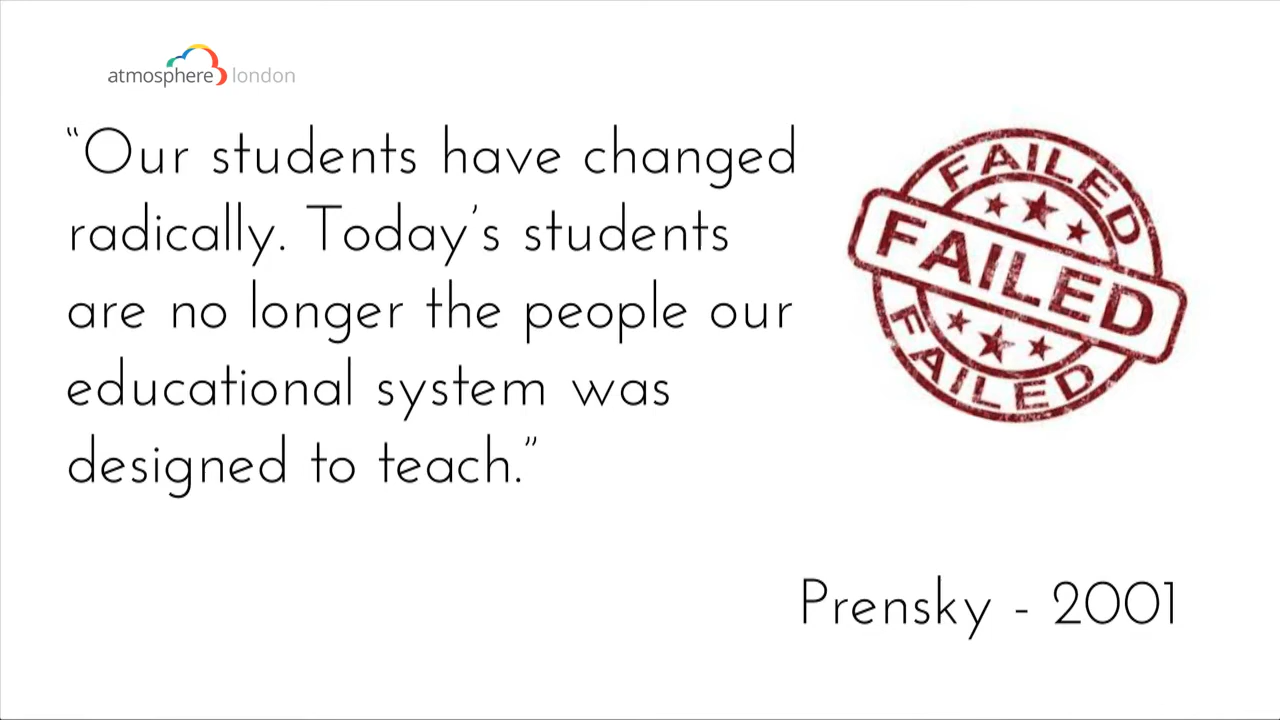 atmosphere london
“Our students have changed
radically. Today’s students
are no longer the people our
educational system was
designed to teach.”
FAILED
FAILED
FAILED
Prensky - 2001